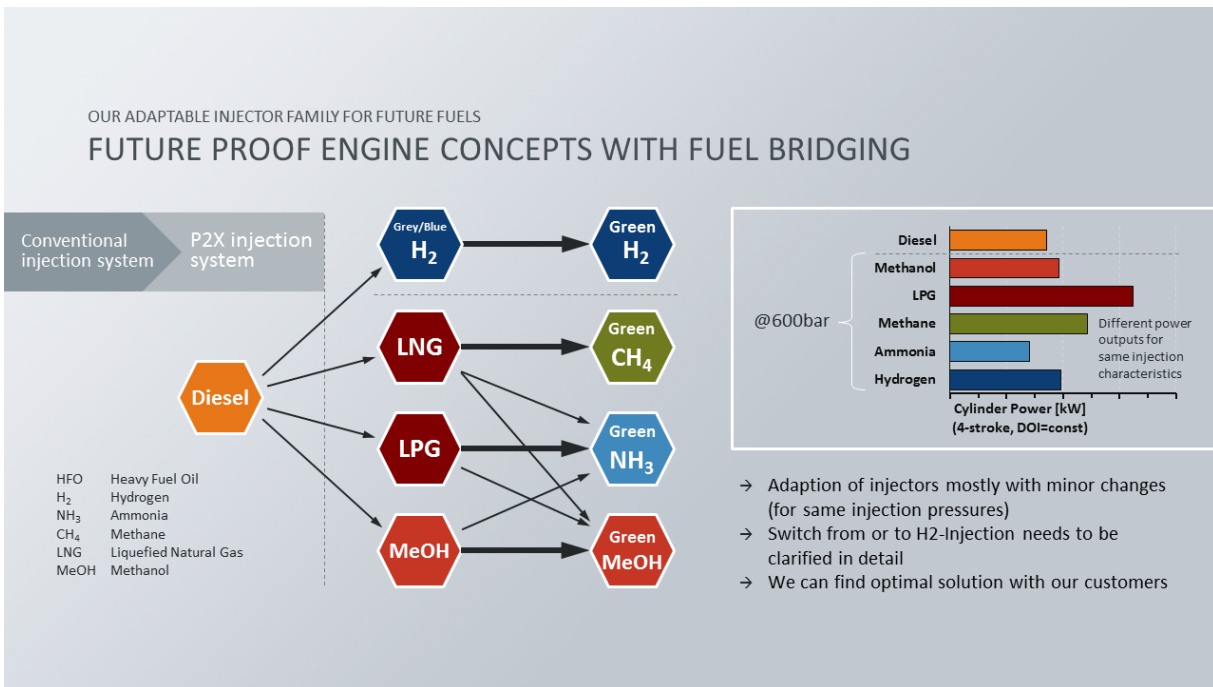 OUR ADAPTABLE INJECTOR FAMILY FOR FUTURE FUELS
FUTURE PROOF ENGINE CONCEPTS WITH FUEL BRIDGING
Conventional
injection system
P2X injection
system
Diesel
Grey/Blue
H₂
Green
H₂
LNG
Green
CH₄
LPG
Green
NH₃
MeOH
Green
MeOH
HFO Heavy Fuel Oil
H₂ Hydrogen
NH₃ Ammonia
CH₄ Methane
LNG Liquefied Natural Gas
MeOH Methanol
@600bar
Diesel
Methanol
LPG
Methane
Ammonia
Hydrogen
Different power
outputs for
same injection
characteristics
Cylinder Power [kW]
(4-stroke, DOI=const)
→ Adaption of injectors mostly with minor changes
(for same injection pressures)
→ Switch from or to H2-Injection needs to be
clarified in detail
→ We can find optimal solution with our customers